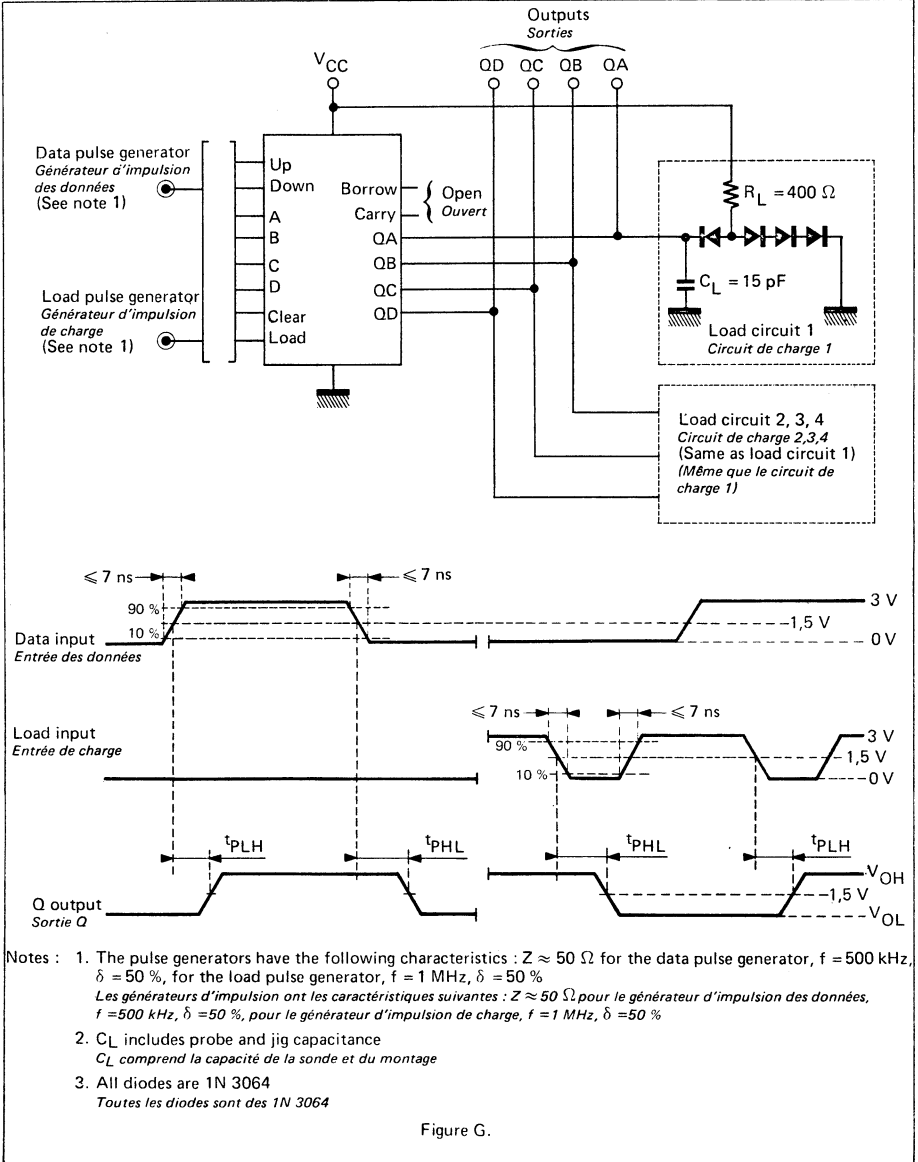 Outputs
Sorties
VCC
QD QC QB QA
Data pulse generator
Générateur d'impulsion
des données
(See note 1)
Load pulse generator
Générateur d'impulsion
de charge
(See note 1)
Up
Down
A
B
C
D
Clear
Load
Borrow
Carry
QA
QB
QC
QD
Open
Ouvert
RL = 400 Ω
CL = 15 pF
Load circuit 1
Circuit de charge 1
Load circuit 2, 3, 4
Circuit de charge 2,3,4
(Same as load circuit 1)
(Même que le circuit de
charge 1)
⩽ 7 ns ⩽ 7 ns
90 %
10 %
3 V
1,5 V
0 V
Data input
Entrée des données
⩽ 7 ns ⩽ 7 ns
Load input
Entrée de charge
90 %
10 %
3 V
1,5 V
0 V
tPLH tPHL tPHL tPLH
Q output
Sortie Q
VOH
1,5 V
VOL
Notes : 1. The pulse generators have the following characteristics : Z ≈ 50 Ω for the data pulse generator, f = 500 kHz,
δ = 50 %, for the load pulse generator, f = 1 MHz, δ = 50 %
Les générateurs d'impulsion ont les caractéristiques suivantes : Z ≈ 50 Ω pour le générateur d'impulsion des données,
f =500 kHz, δ =50 %, pour le générateur d'impulsion de charge, f =1 MHz, δ =50 %
2. CL includes probe and jig capacitance
CL comprend la capacité de la sonde et du montage
3. All diodes are 1N 3064
Toutes les diodes sont des 1N 3064
Figure G.